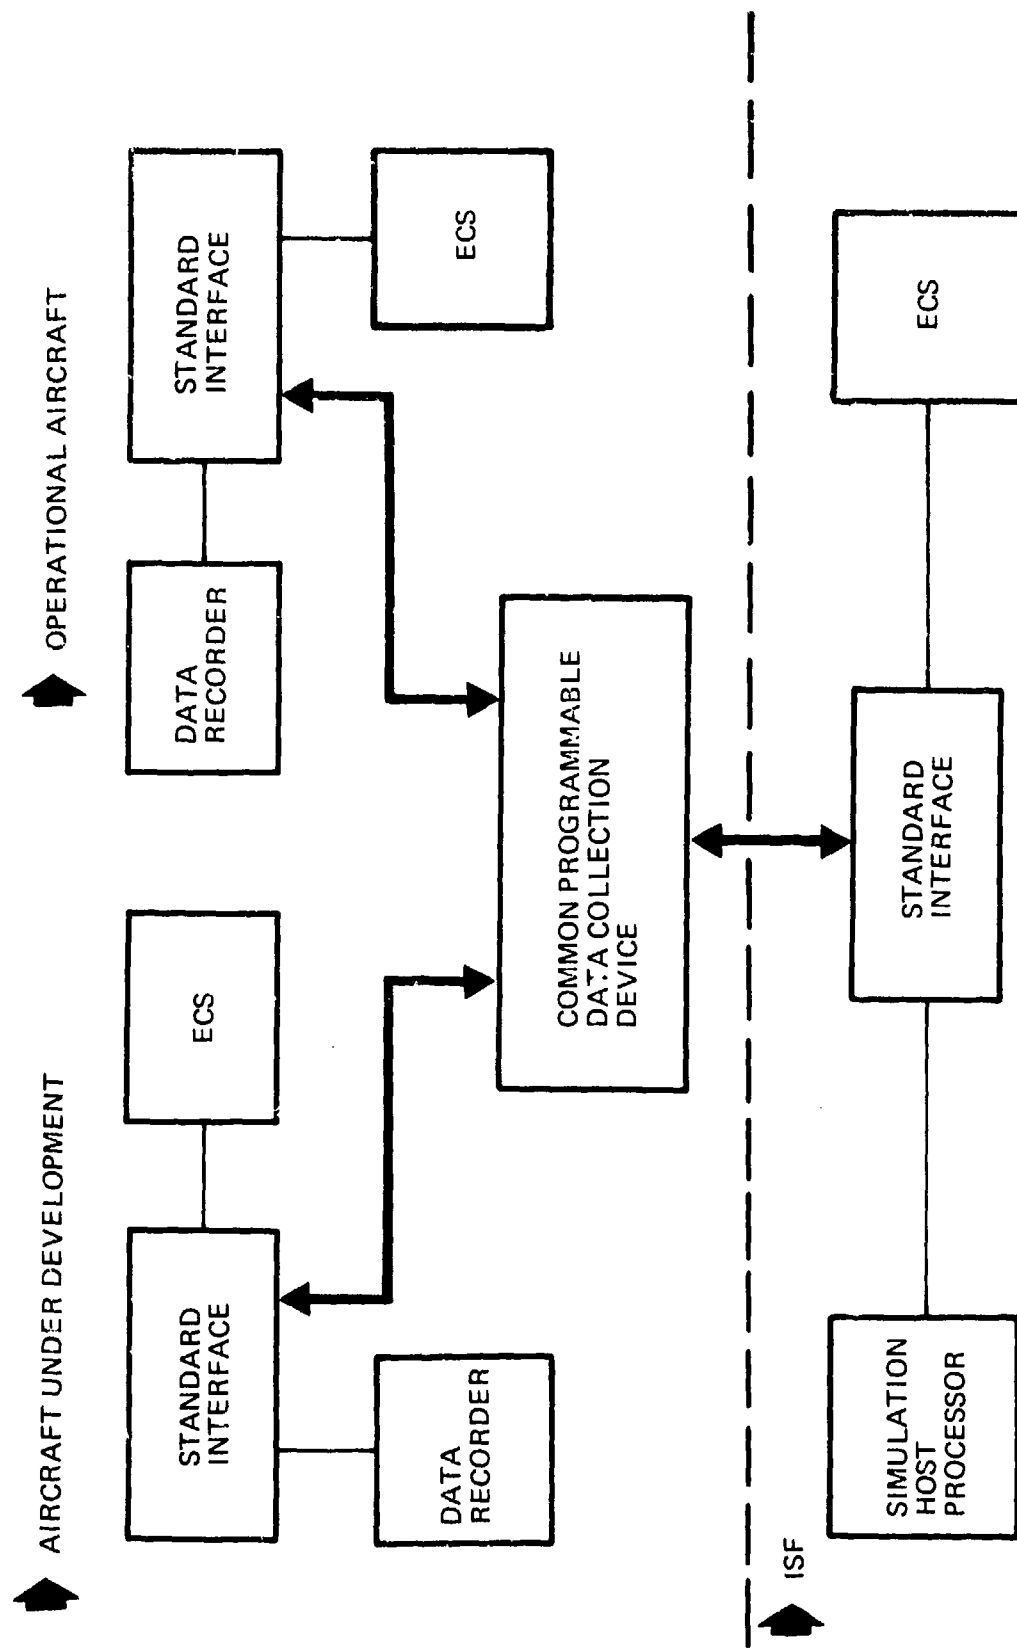 AIRCRAFT UNDER DEVELOPMENT
STANDARD
INTERFACE
ECS
DATA
RECORDER
OPERATIONAL AIRCRAFT
DATA
RECORDER
STANDARD
INTERFACE
ECS
COMMON PROGRAMMABLE
DATA COLLECTION
DEVICE
ISF
SIMULATION
HOST
PROCESSOR
STANDARD
INTERFACE
ECS